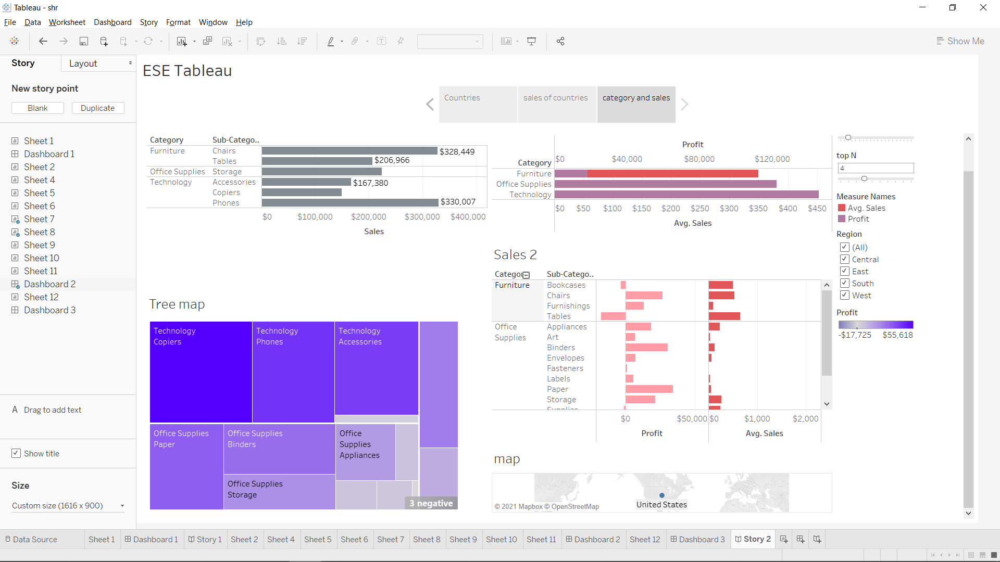 Tableau - shr
File Data Worksheet Dashboard Story Format Window Help
Show Me
Story Layout
New story point
Blank Duplicate
Sheet 1
Dashboard 1
Sheet 2
Sheet 4
Sheet 5
Sheet 6
Sheet 7
Sheet 8
Sheet 9
Sheet 10
Sheet 11
Dashboard 2
Sheet 12
Dashboard 3
A Drag to add text
Show title
Size
Custom size (1616 x 900)
ESE Tableau
Countries sales of countries category and sales
Category Sub-Catego..
Furniture Chairs $328,449
Tables $206,966
Office Supplies Storage
Technology Accessories $167,380
Copiers
Phones $330,007
$0 $100,000 $200,000 $300,000 $400,000
Sales
Profit
$0 $40,000 $80,000 $120,000
Category
Furniture
Office Supplies
Technology
$0 $50 $100 $150 $200 $250 $300 $350 $400 $450
Avg. Sales
top N
4
Measure Names
Avg. Sales
Profit
Region
(All)
Central
East
South
West
Profit
-$17,725 $55,618
Tree map
Technology
Copiers
Technology
Phones
Technology
Accessories
Office Supplies
Paper
Office Supplies
Binders
Office Supplies
Storage
Office
Supplies
Appliances
3 negative
Sales 2
Categor Sub-Catego..
Furniture Bookcases
Chairs
Furnishings
Tables
Office
Supplies
Appliances
Art
Binders
Envelopes
Fasteners
Labels
Paper
Storage
Supplies
$0 $50,000 $0 $1,000 $2,000
Profit Avg. Sales
map
© 2021 Mapbox © OpenStreetMap
United States
Data Source Sheet 1 Dashboard 1 Story 1 Sheet 2 Sheet 4 Sheet 5 Sheet 6 Sheet 7 Sheet 8 Sheet 9 Sheet 10 Sheet 11 Dashboard 2 Sheet 12 Dashboard 3 Story 2